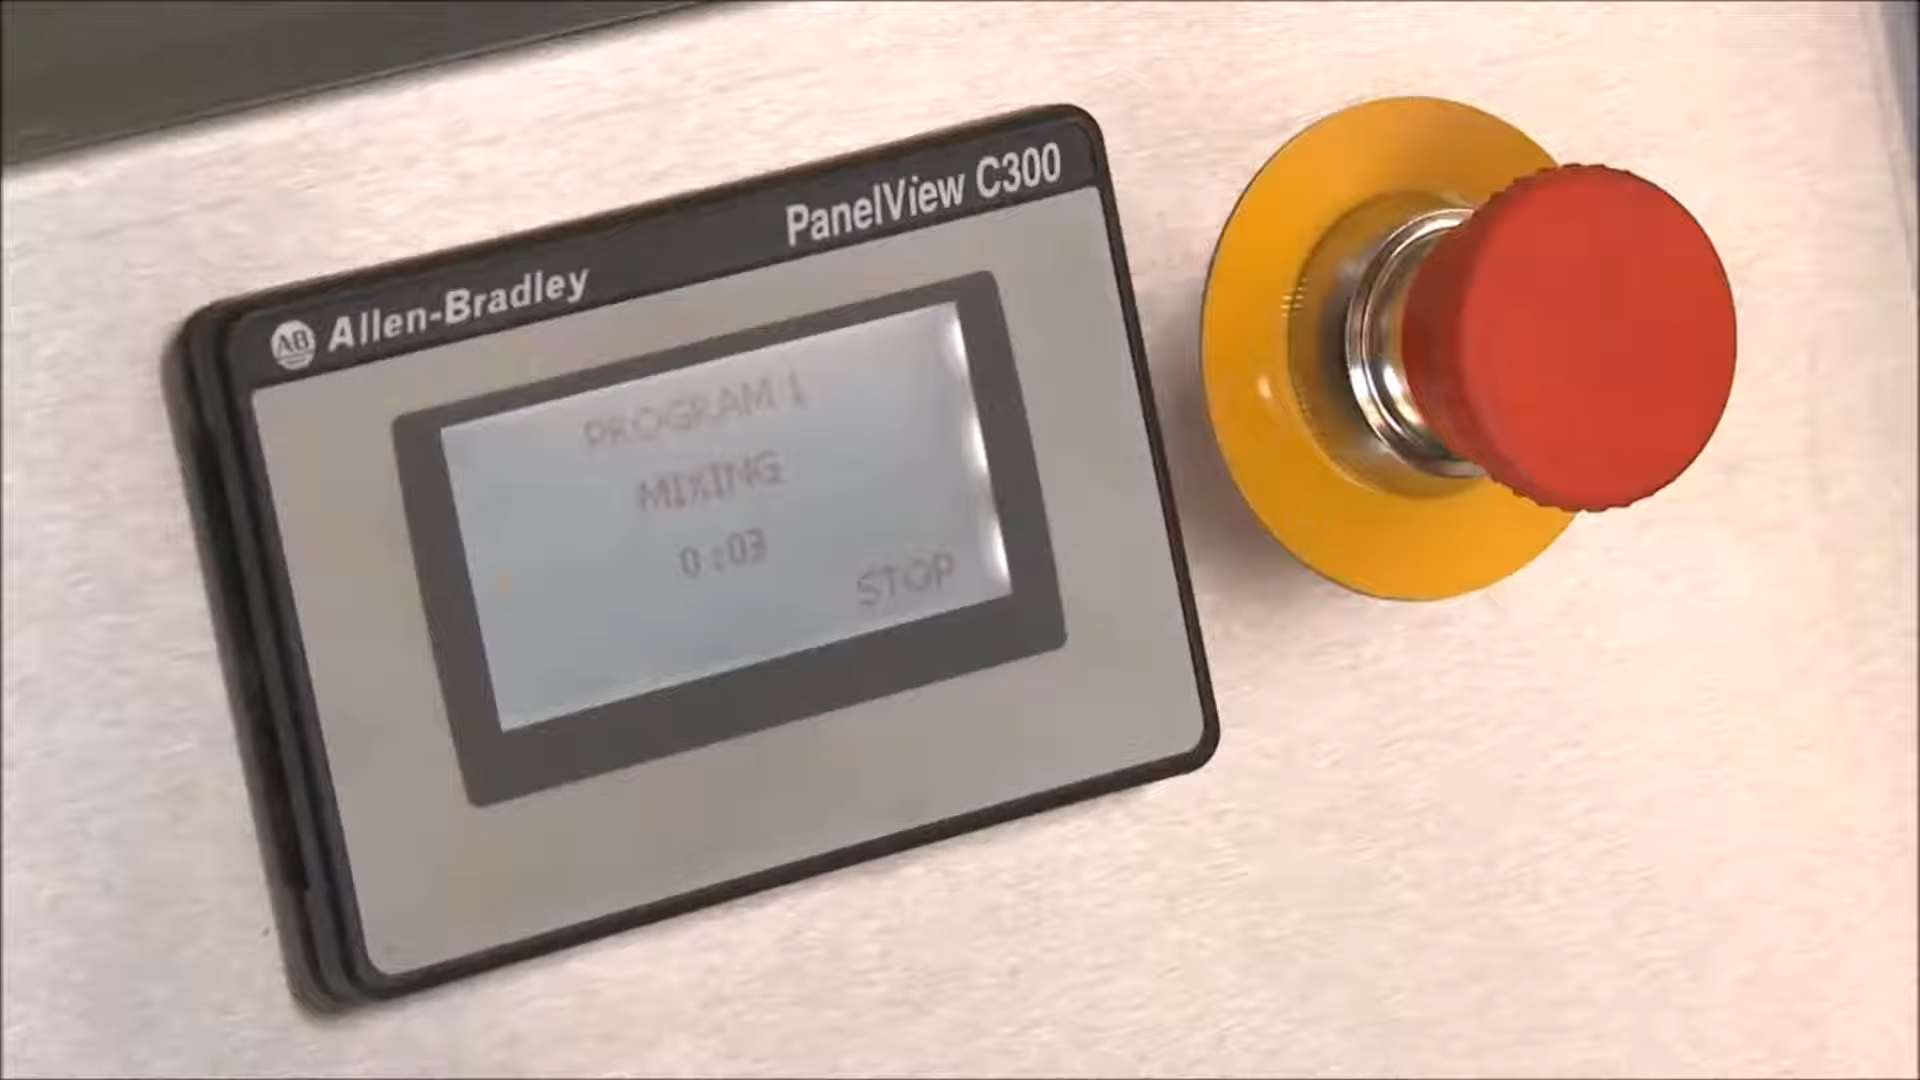 AB Allen-Bradley
PanelView C300
PROGRAM 1
MIXING
0:03
STOP